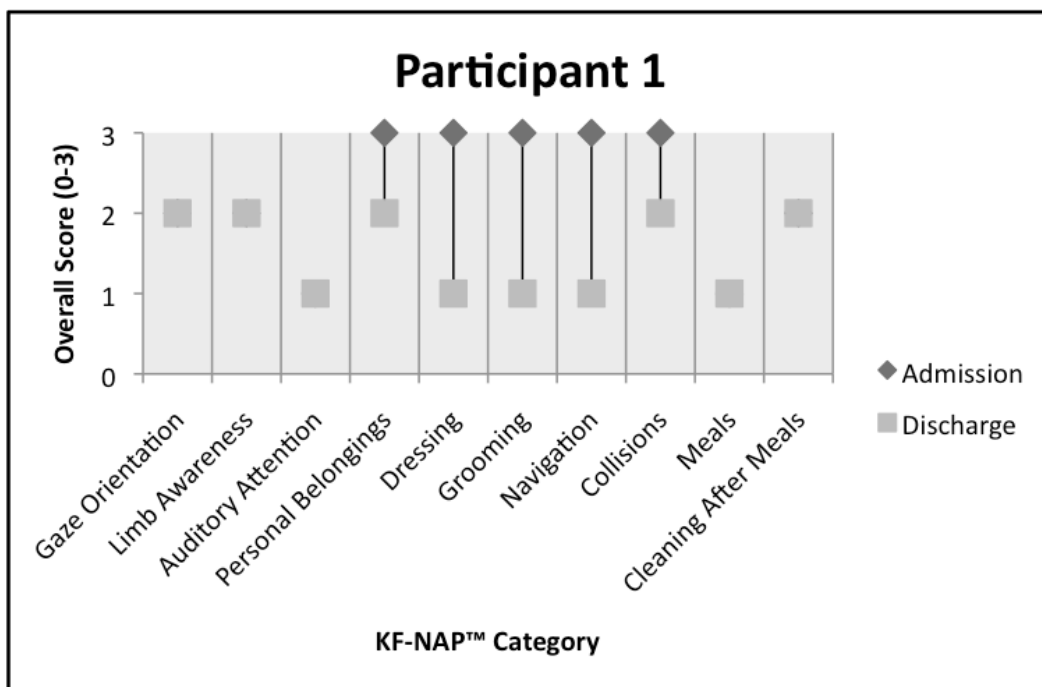 Participant 1
Overall Score (0-3)
3
2
1
0
Gaze Orientation
Limb Awareness
Auditory Attention
Personal Belongings
Dressing
Grooming
Navigation
Collisions
Meals
Cleaning After Meals
KF-NAP™ Category
Admission
Discharge